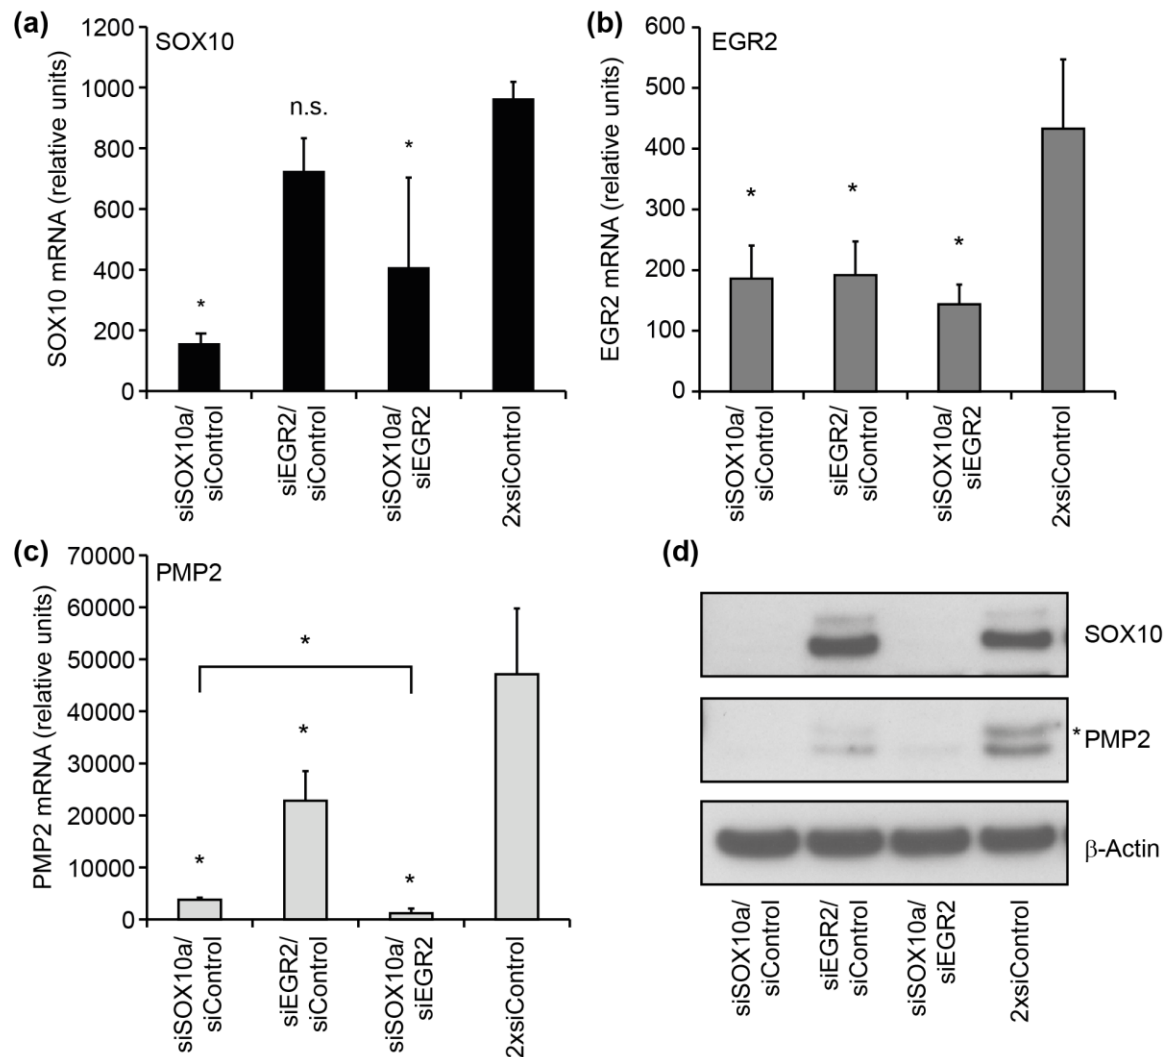 (a)
SOX10
SOX10 mRNA (relative units)
1200
1000
800
600
400
200
0
*
n.s.
*
siSOX10a/
siControl
siEGR2/
siControl
siSOX10a/
siEGR2
2xsiControl
(b)
EGR2
EGR2 mRNA (relative units)
600
500
400
300
200
100
0
*
*
*
siSOX10a/
siControl
siEGR2/
siControl
siSOX10a/
siEGR2
2xsiControl
(c)
PMP2
PMP2 mRNA (relative units)
70000
60000
50000
40000
30000
20000
10000
0
*
*
*
*
siSOX10a/
siControl
siEGR2/
siControl
siSOX10a/
siEGR2
2xsiControl
(d)
SOX10
*PMP2
β-Actin
siSOX10a/
siControl
siEGR2/
siControl
siSOX10a/
siEGR2
2xsiControl